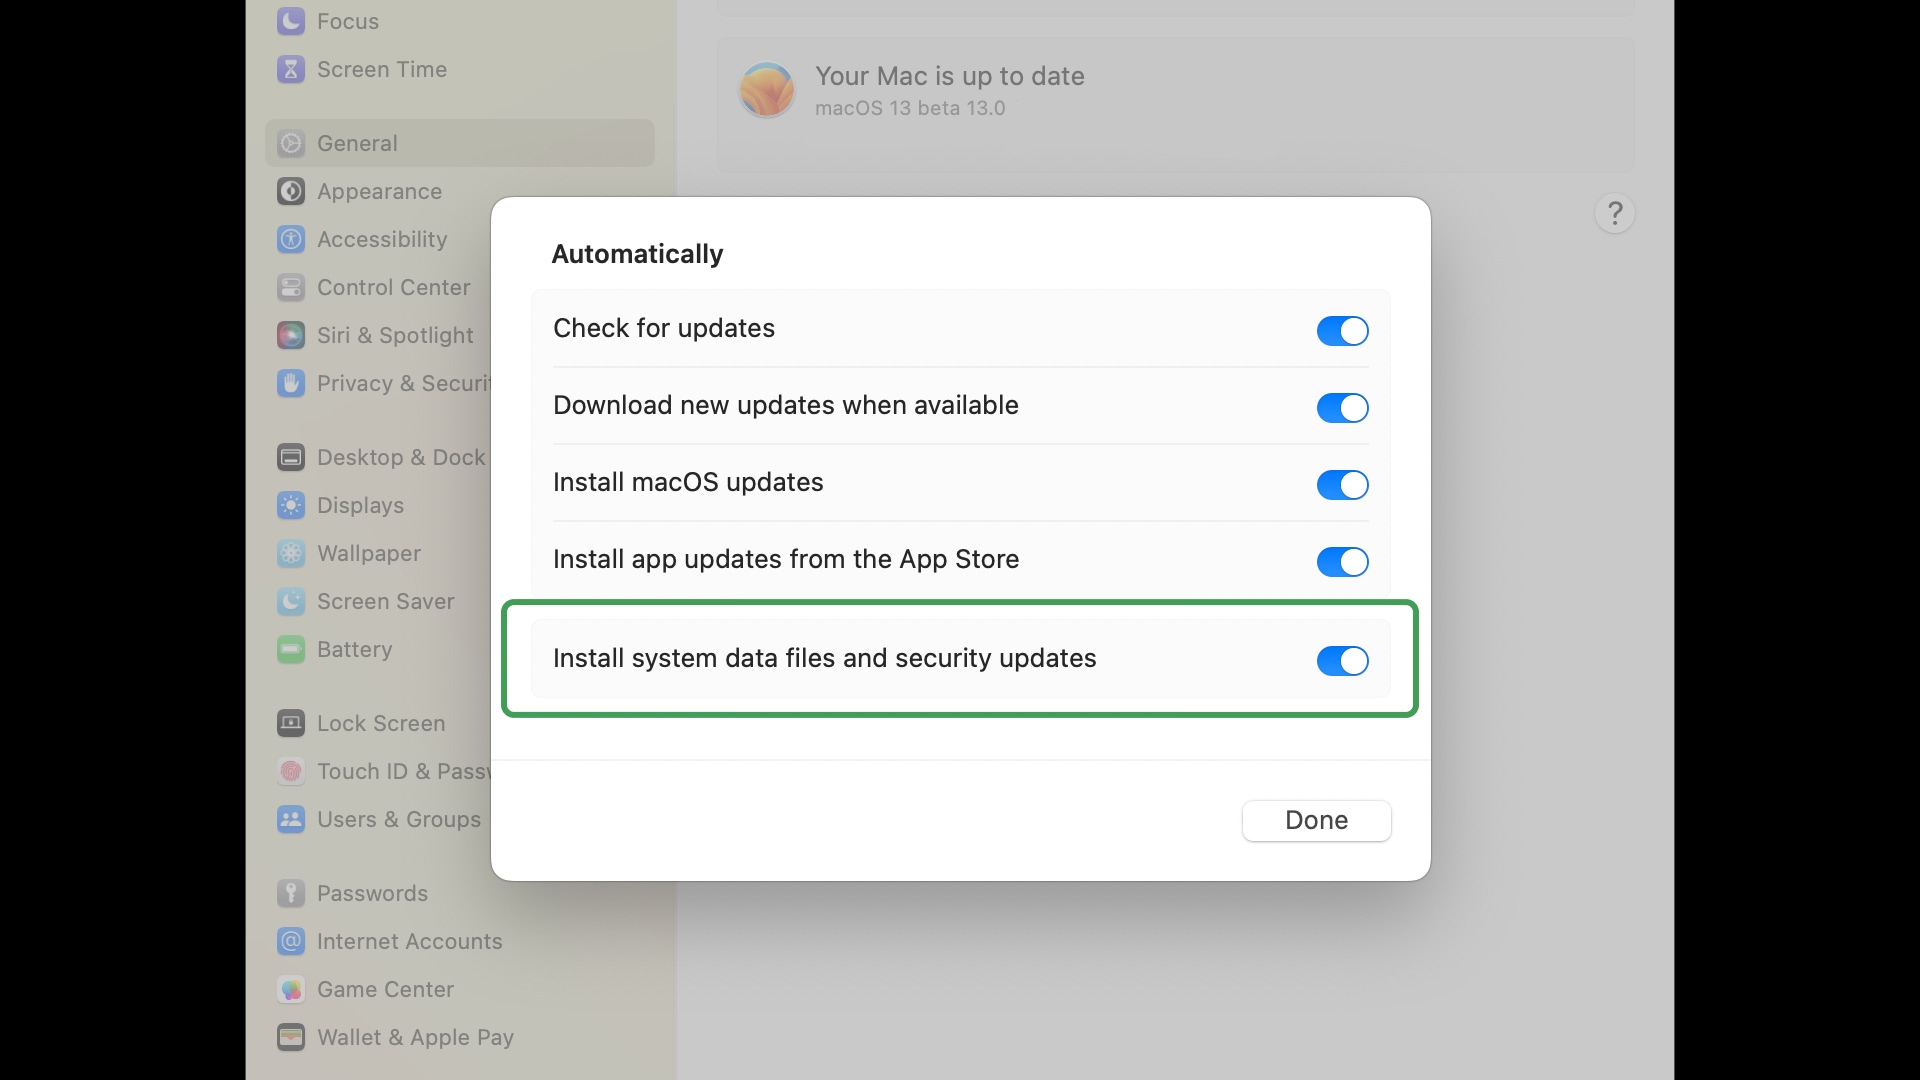 Focus
Screen Time
General
Appearance
Accessibility
Control Center
Siri & Spotlight
Privacy & Securit
Desktop & Dock
Displays
Wallpaper
Screen Saver
Battery
Lock Screen
Touch ID & Passw
Users & Groups
Passwords
Internet Accounts
Game Center
Wallet & Apple Pay
Your Mac is up to date
macOS 13 beta 13.0
?
Automatically
Check for updates
Download new updates when available
Install macOS updates
Install app updates from the App Store
Install system data files and security updates
Done